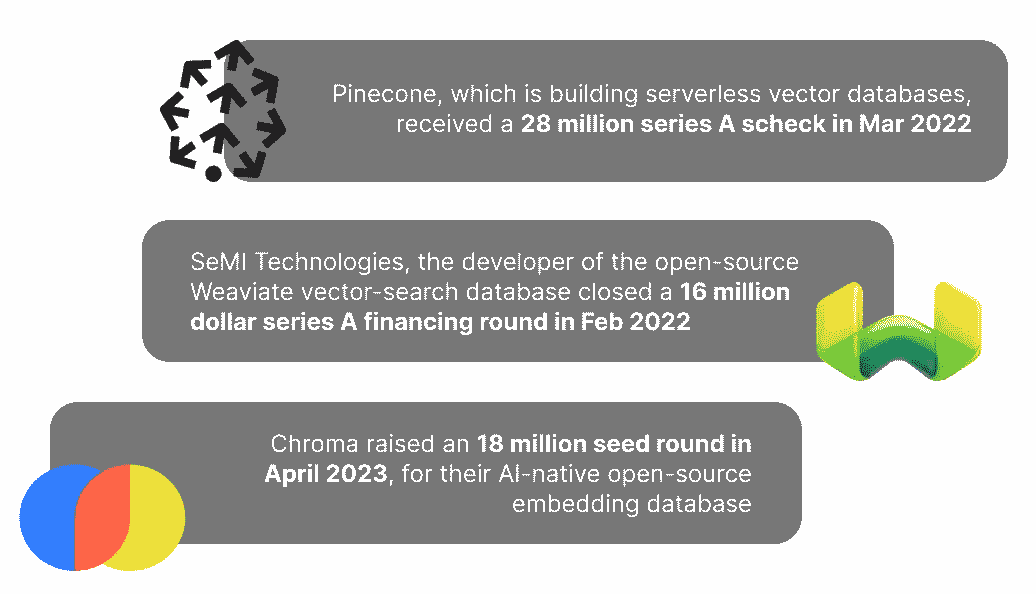 Pinecone, which is building serverless vector databases,
received a 28 million series A scheck in Mar 2022
SeMI Technologies, the developer of the open-source
Weaviate vector-search database closed a 16 million
dollar series A financing round in Feb 2022
Chroma raised an 18 million seed round in
April 2023, for their AI-native open-source
embedding database